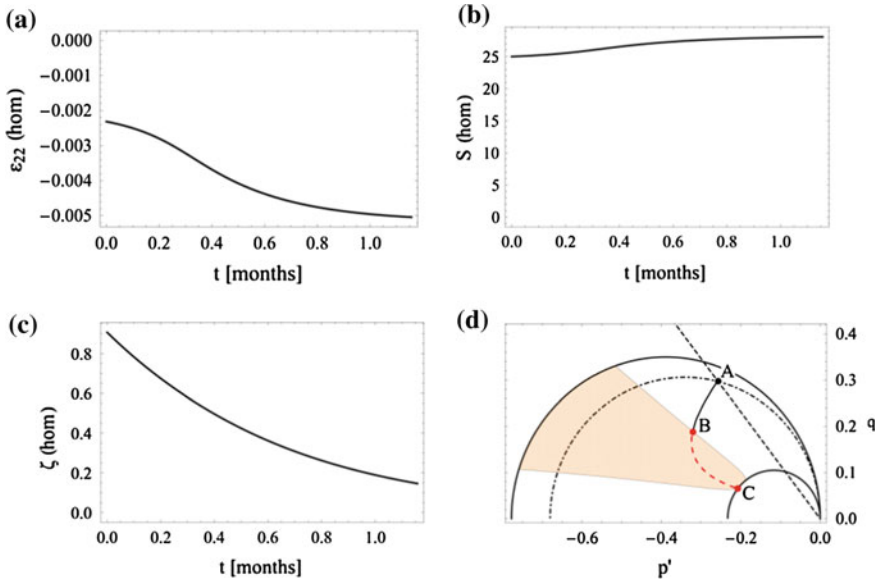 (a)
0.000
−0.001
−0.002
−0.003
−0.004
−0.005
ε22 (hom)
0.0 0.2 0.4 0.6 0.8 1.0
t [months]
(b)
25
30
25
20
15
10
5
0
S (hom)
0.0 0.2 0.4 0.6 0.8 1.0
t [months]
(c)
0.8
0.6
0.4
0.2
0.0
ζ (hom)
0.0 0.2 0.4 0.6 0.8 1.0
t [months]
(d)
A
B
C
0.4
0.3
0.2
0.1
0.0
q
−0.6 −0.4 −0.2 0.0
p'